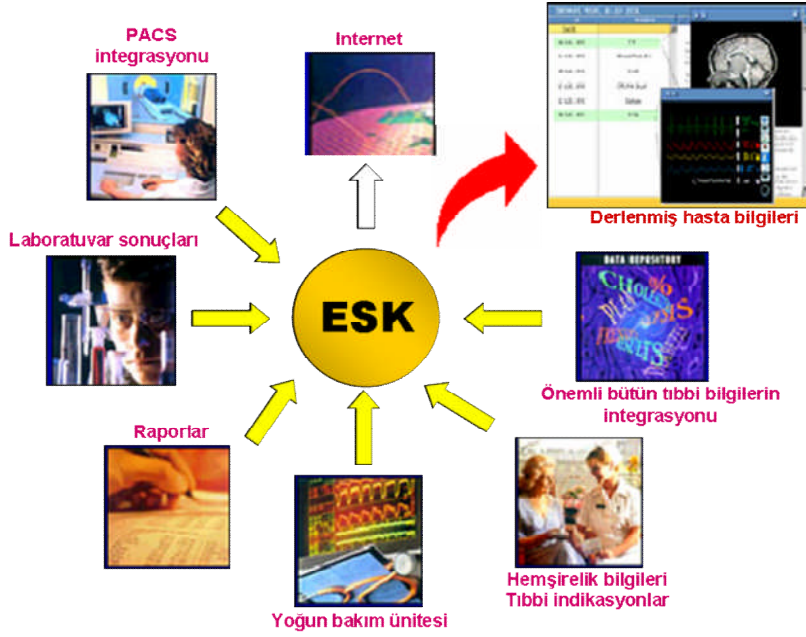 PACS
integrasyonu
Internet
Derlenmiş hasta bilgileri
Laboratuvar sonuçları
ESK
DATA REPOSITORY
Önemli bütün tıbbi bilgilerin
integrasyonu
Raporlar
Yoğun bakım ünitesi
Hemşirelik bilgileri
Tıbbi indikasyonlar